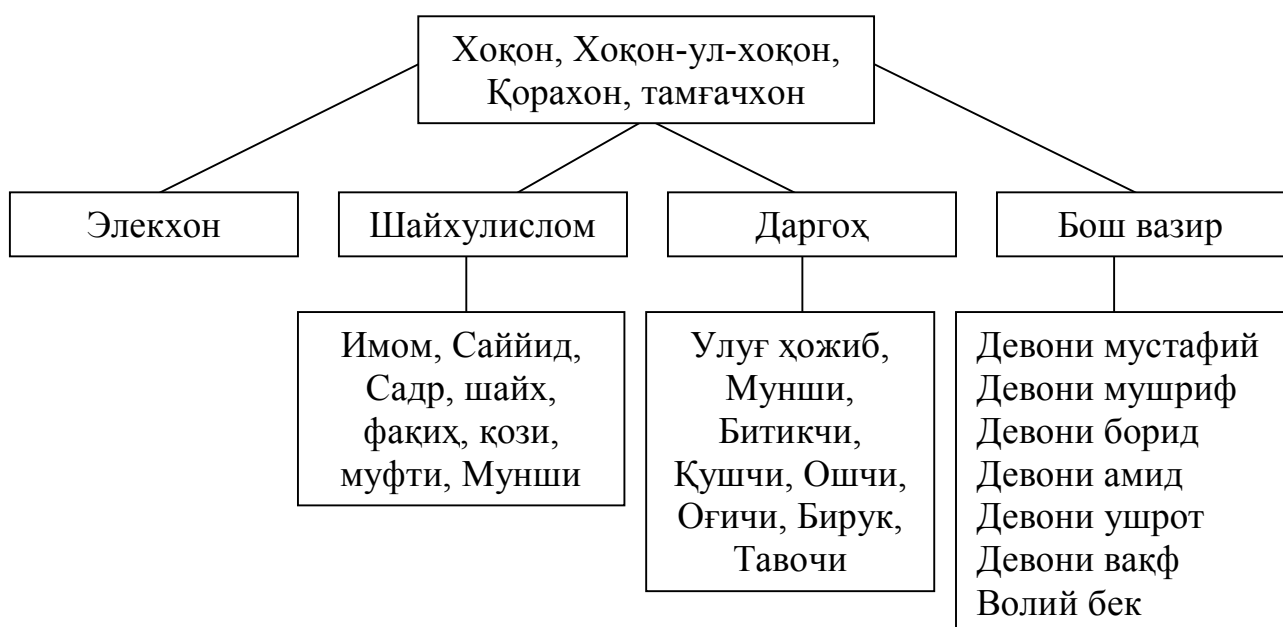 Хоқон, Хоқон-ул-хоқон,
Қорахон, тамғачхон
Элекхон
Шайхулислом
Даргоҳ
Бош вазир
Имом, Саййид,
Садр, шайх,
фақиҳ, қози,
муфти, Мунши
Улуғ ҳожиб,
Мунши,
Битикчи,
Қушчи, Ошчи,
Оғичи, Бирук,
Тавочи
Девони мустафий
Девони мушриф
Девони борид
Девони амид
Девони ушрот
Девони вақф
Волий бек